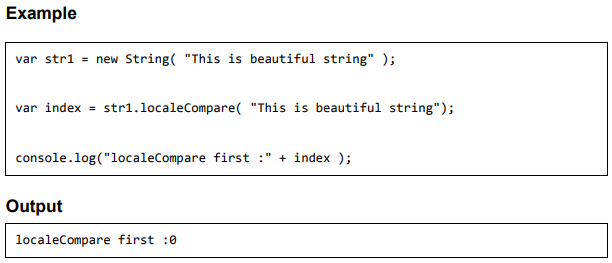 Example
var str1 = new String( "This is beautiful string" );
var index = str1.localeCompare( "This is beautiful string");
console.log("localeCompare first :" + index );
Output
localeCompare first :0